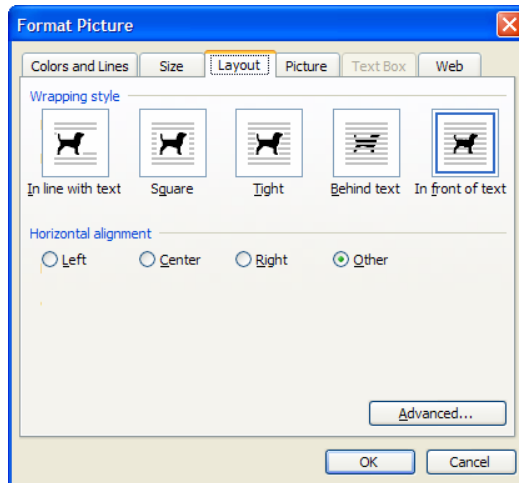 Format Picture
Colors and Lines Size Layout Picture Text Box Web
Wrapping style
In line with text Square Tight Behind text In front of text
Horizontal alignment
Left Center Right Other
Advanced...
OK Cancel